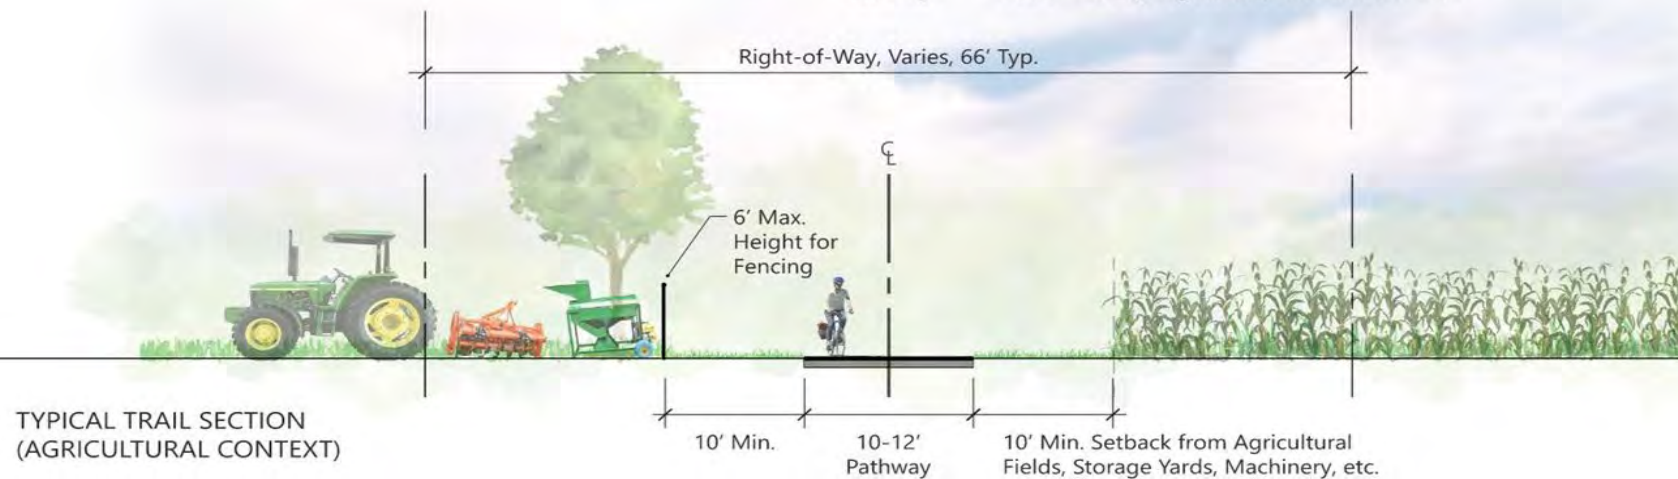 Right-of-Way, Varies, 66’ Typ.
℄
6’ Max.
Height for
Fencing
TYPICAL TRAIL SECTION
(AGRICULTURAL CONTEXT)
10’ Min.
10-12’
Pathway
10’ Min. Setback from Agricultural
Fields, Storage Yards, Machinery, etc.